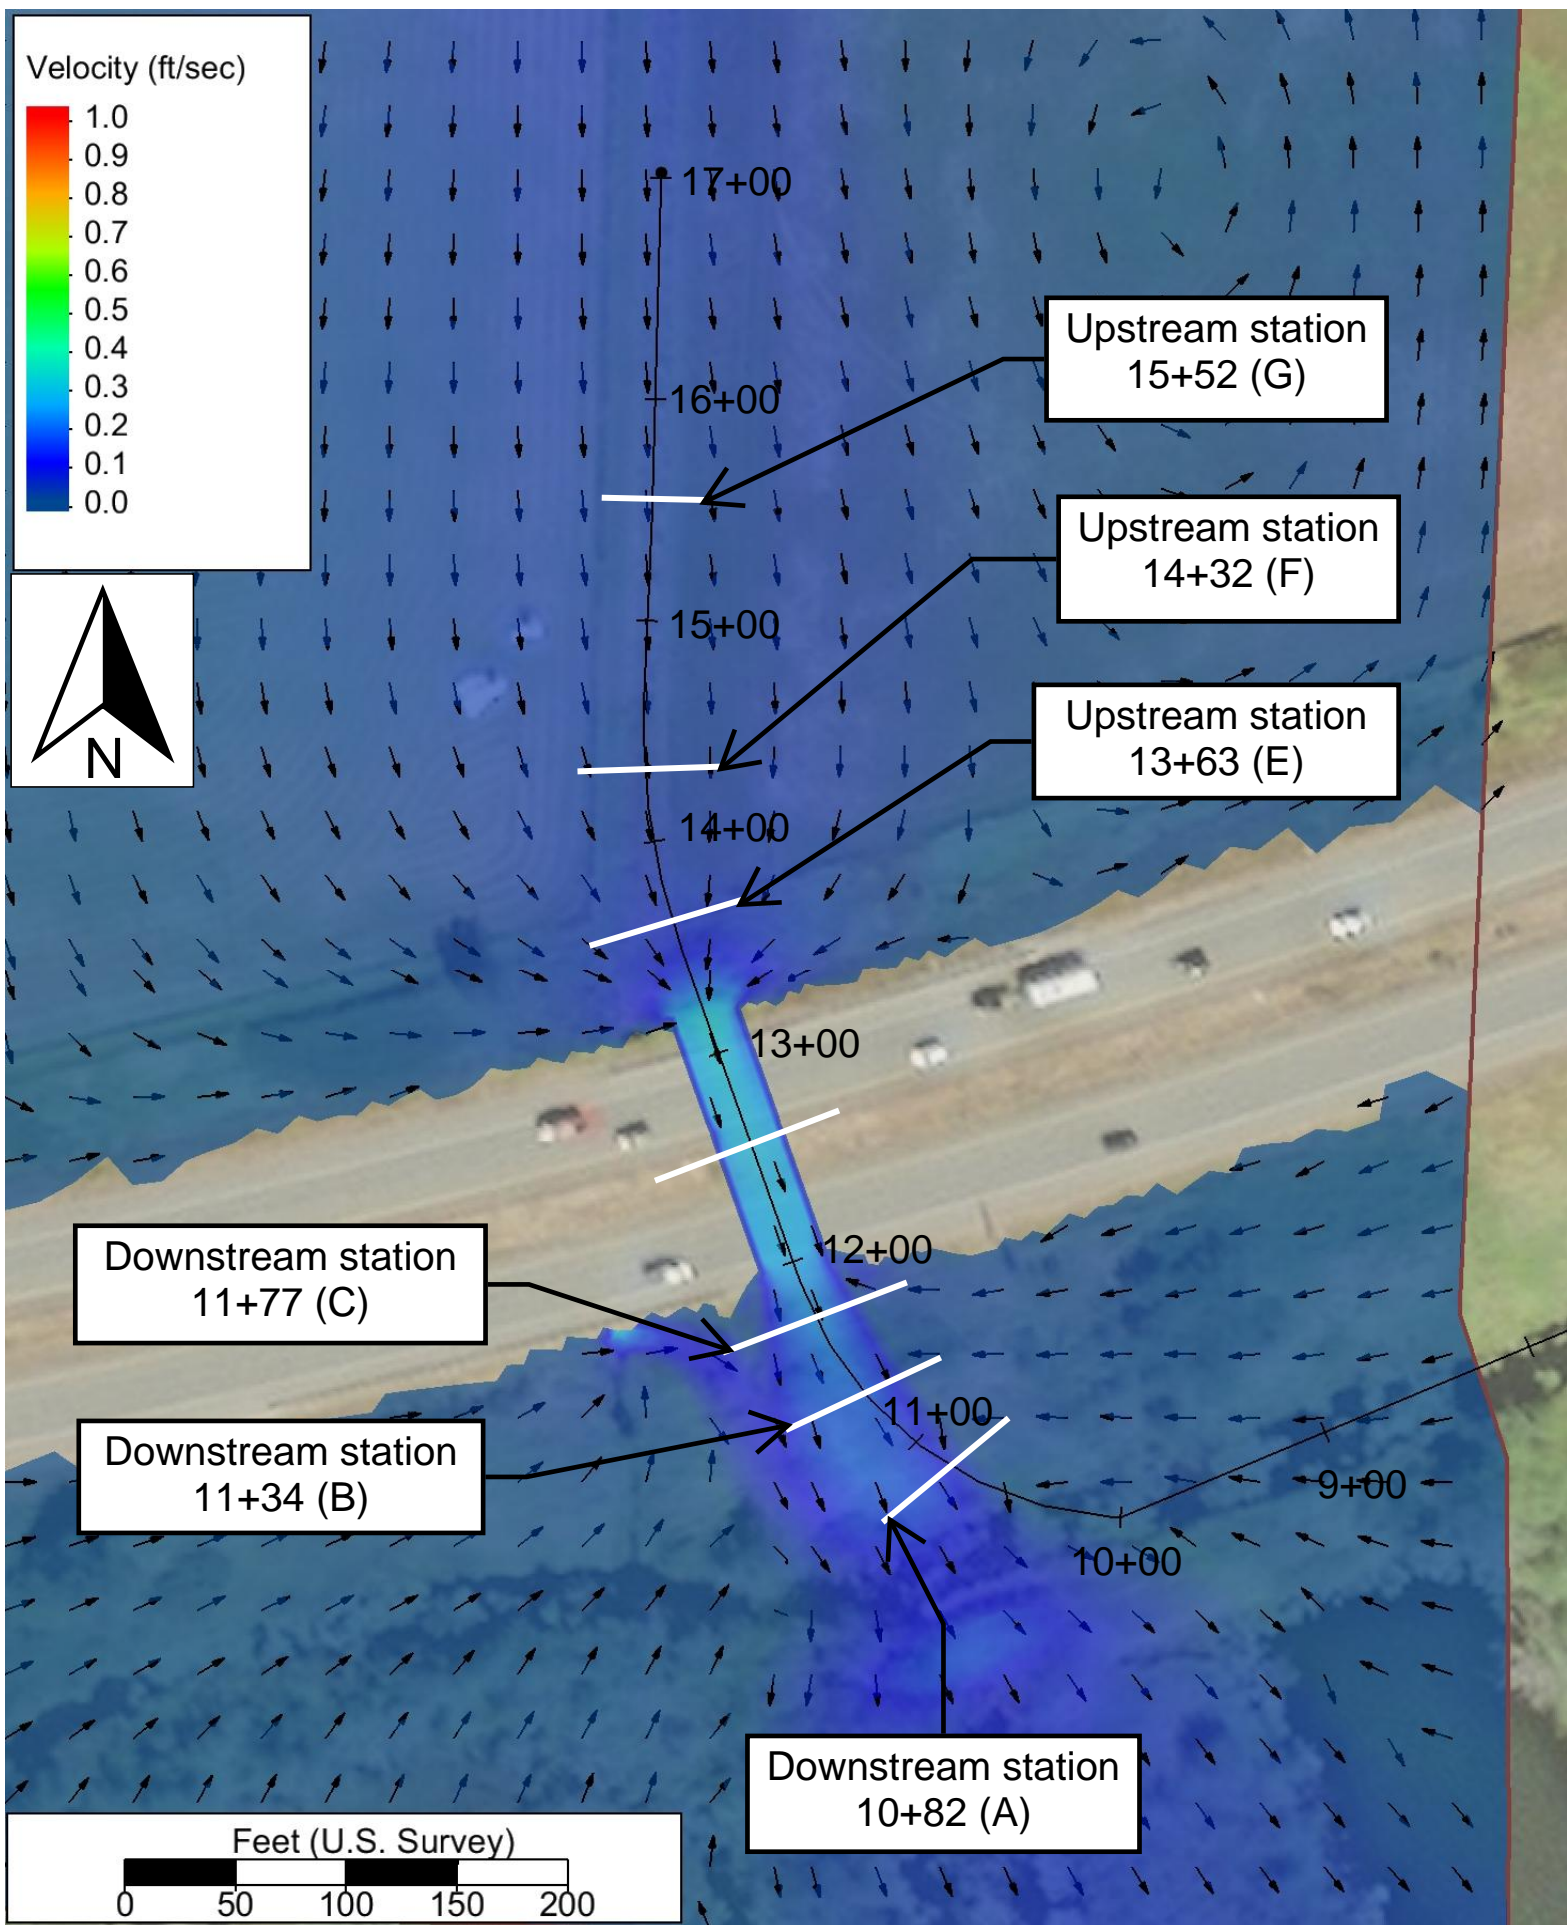 Velocity (ft/sec)
1.0
0.9
0.8
0.7
0.6
0.5
0.4
0.3
0.2
0.1
0.0
N
17+00
Upstream station
15+52 (G)
16+00
Upstream station
14+32 (F)
15+00
Upstream station
13+63 (E)
14+00
13+00
Downstream station
11+77 (C)
12+00
11+00
Downstream station
11+34 (B)
9+00
10+00
Downstream station
10+82 (A)
Feet (U.S. Survey)
0 50 100 150 200